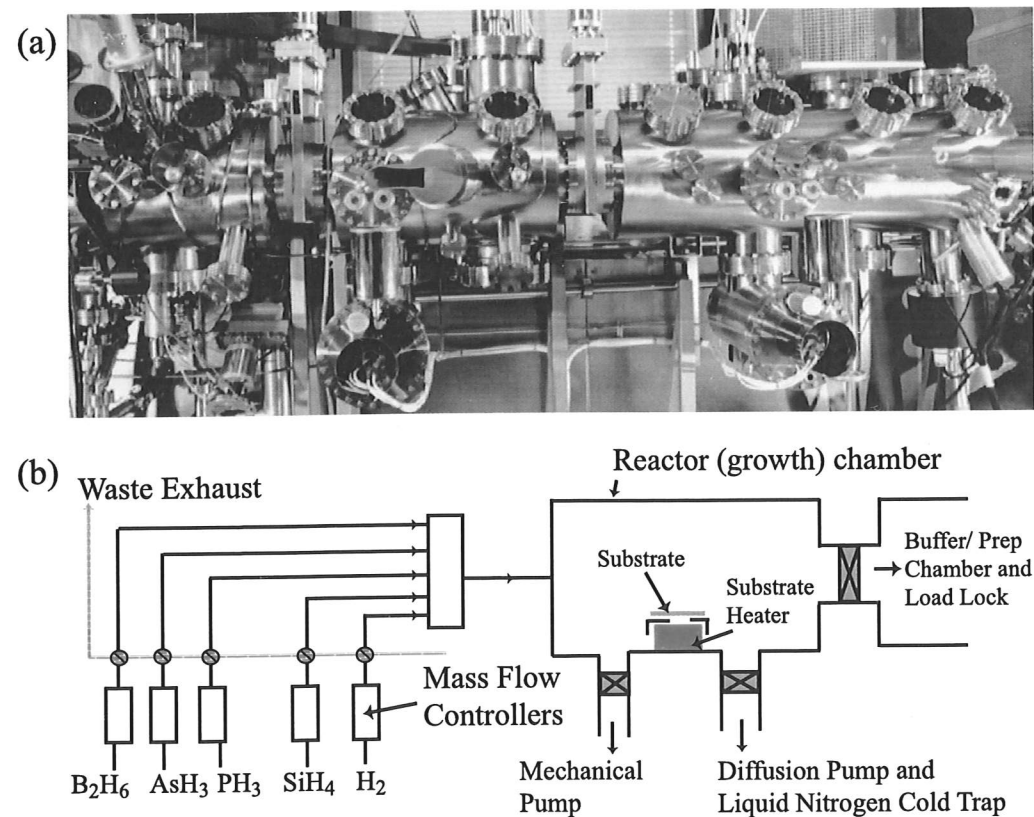 (a)
(b)
Waste Exhaust
Reactor (growth) chamber
Substrate
Substrate
Heater
Buffer/ Prep
Chamber and
Load Lock
Mass Flow
Controllers
B₂H₆ AsH₃ PH₃ SiH₄ H₂
Mechanical
Pump
Diffusion Pump and
Liquid Nitrogen Cold Trap